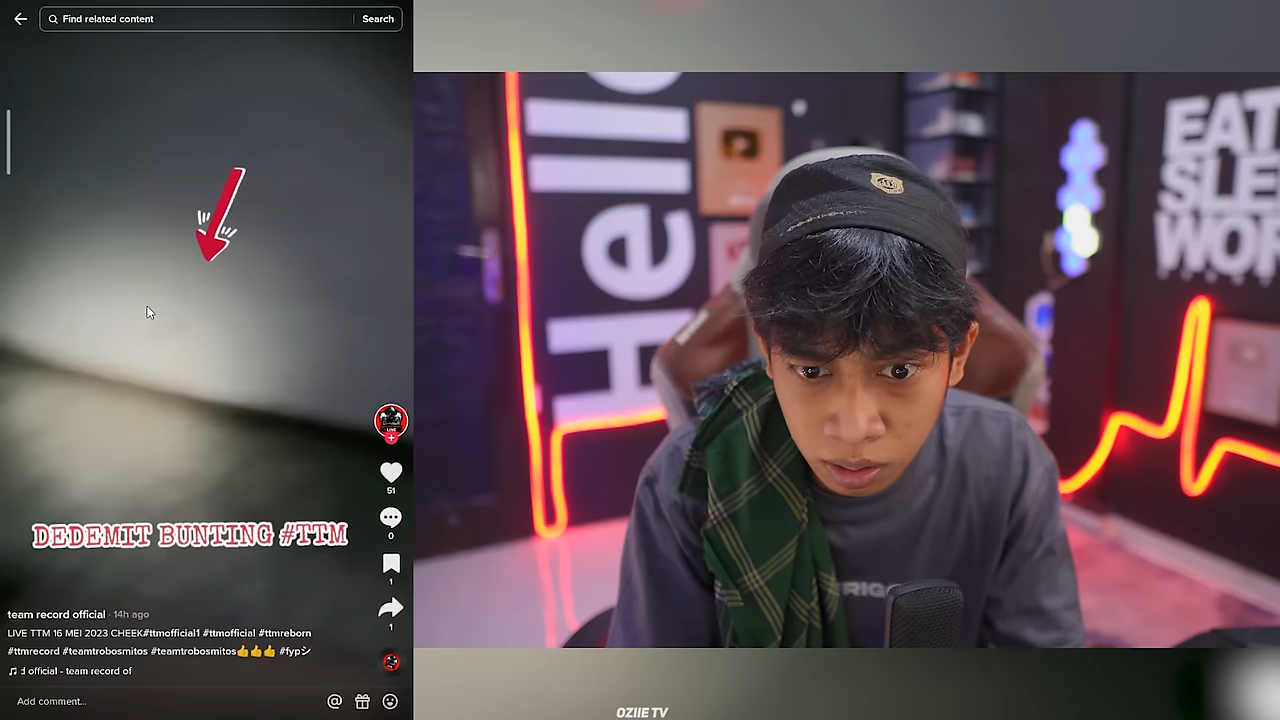 Find related content
Search
51
0
1
1
DEDEMIT BUNTING #TTM
team record official · 14h ago
LIVE TTM 16 MEI 2023 CHEEK#ttmofficial1 #ttmofficial #ttmreborn
#ttmrecord #teamtrobosmitos #teamtrobosmitos👍👍👍 #fypシ
official - team record of
Add comment...
Hello
EAT
SLE
WOR
RIGG
OZIIE TV